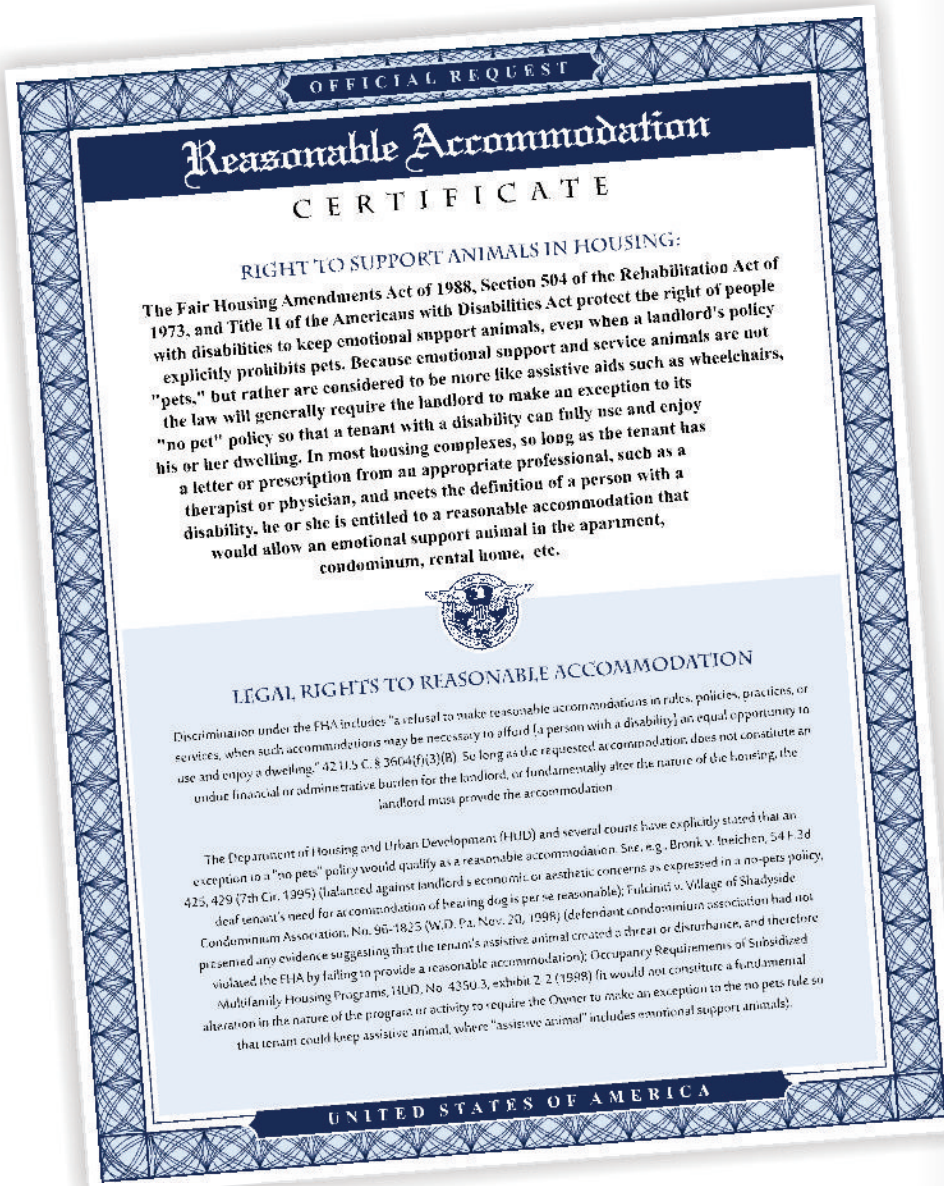 OFFICIAL REQUEST
Reasonable Accommodation
CERTIFICATE
RIGHT TO SUPPORT ANIMALS IN HOUSING:
The Fair Housing Amendments Act of 1988, Section 504 of the Rehabilitation Act of
1973, and Title II of the Americans with Disabilities Act protect the right of people
with disabilities to keep emotional support animals, even when a landlord's policy
explicitly prohibits pets. Because emotional support and service animals are not
"pets," but rather are considered to be more like assistive aids such as wheelchairs,
the law will generally require the landlord to make an exception to its
"no pet" policy so that a tenant with a disability can fully use and enjoy
his or her dwelling. In most housing complexes, so long as the tenant has
a letter or prescription from an appropriate professional, such as a
therapist or physician, and meets the definition of a person with a
disability, he or she is entitled to a reasonable accommodation that
would allow an emotional support animal in the apartment,
condominum, rental home, etc.
LEGAL RIGHTS TO REASONABLE ACCOMMODATION
Discrimination under the FHA includes "a refusal to make reasonable accommodations in rules, policies, practices, or
services, when such accommodations may be necessary to afford [a person with a disability] an equal opportunity to
use and enjoy a dwelling." 42 U.S.C. § 3604(f)(3)(B). So long as the requested accommodation does not constitute an
undue financial or administrative burden for the landlord, or fundamentally alter the nature of the housing, the
landlord must provide the accommodation
The Department of Housing and Urban Development (HUD) and several courts have explicitly stated that an
exception to a "no pets" policy would qualify as a reasonable accommodation. See, e.g., Bronk v. Ineichen, 54 F.3d
425, 429 (7th Cir. 1995) (balanced against landlord's economic or aesthetic concerns as expressed in a no-pets policy,
deaf tenant's need for accommodation of hearing dog is per se reasonable); Fulciniti v. Village of Shadyside
Condominium Association, No. 96-1825 (W.D. Pa. Nov. 20, 1998) (defendant condominium association had not
presented any evidence suggesting that the tenant's assistive animal created a threat or disturbance, and therefore
violated the FHA by failing to provide a reasonable accommodation); Occupancy Requirements of Subsidized
Multifamily Housing Programs, HUD, No. 4350.3, exhibit 2-2 (1998) (it would not constitute a fundamental
alteration in the nature of the program or activity to require the Owner to make an exception to the no pets rule so
that tenant could keep assistive animal, where "assistive animal" includes emotional support animals).
UNITED STATES OF AMERICA